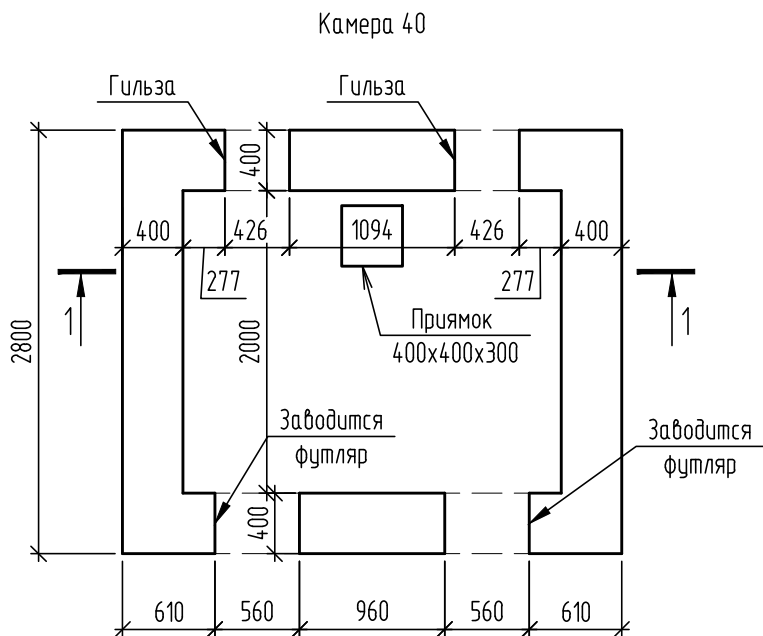 Камера 40
Гильза
Гильза
400
400
426
1094
426
400
277
277
1
1
Приямок
400х400х300
2800
2000
Заводится
футляр
Заводится
футляр
400
610
560
960
560
610